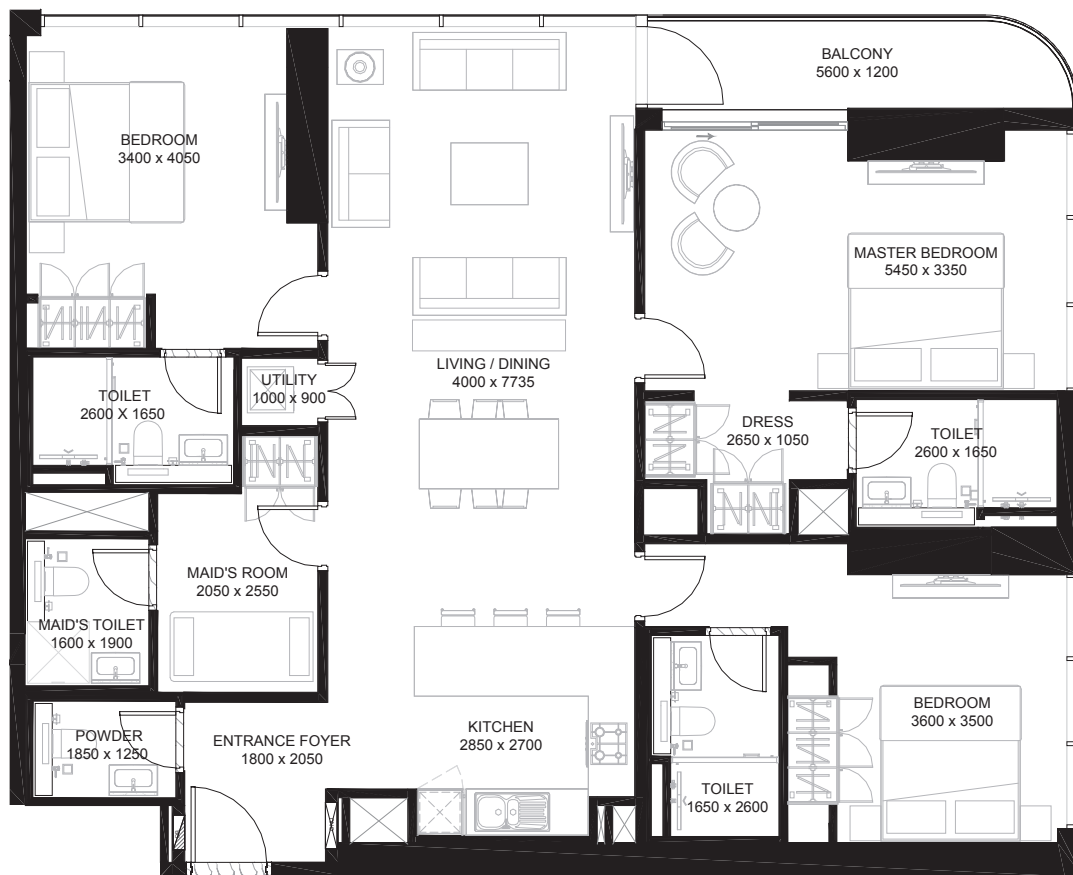 BALCONY
5600 x 1200
BEDROOM
3400 x 4050
MASTER BEDROOM
5450 x 3350
LIVING / DINING
4000 x 7735
UTILITY
1000 x 900
TOILET
2600 X 1650
DRESS
2650 x 1050
TOILET
2600 x 1650
MAID'S ROOM
2050 x 2550
MAID'S TOILET
1600 x 1900
BEDROOM
3600 x 3500
KITCHEN
2850 x 2700
POWDER
1850 x 1250
ENTRANCE FOYER
1800 x 2050
TOILET
1650 x 2600